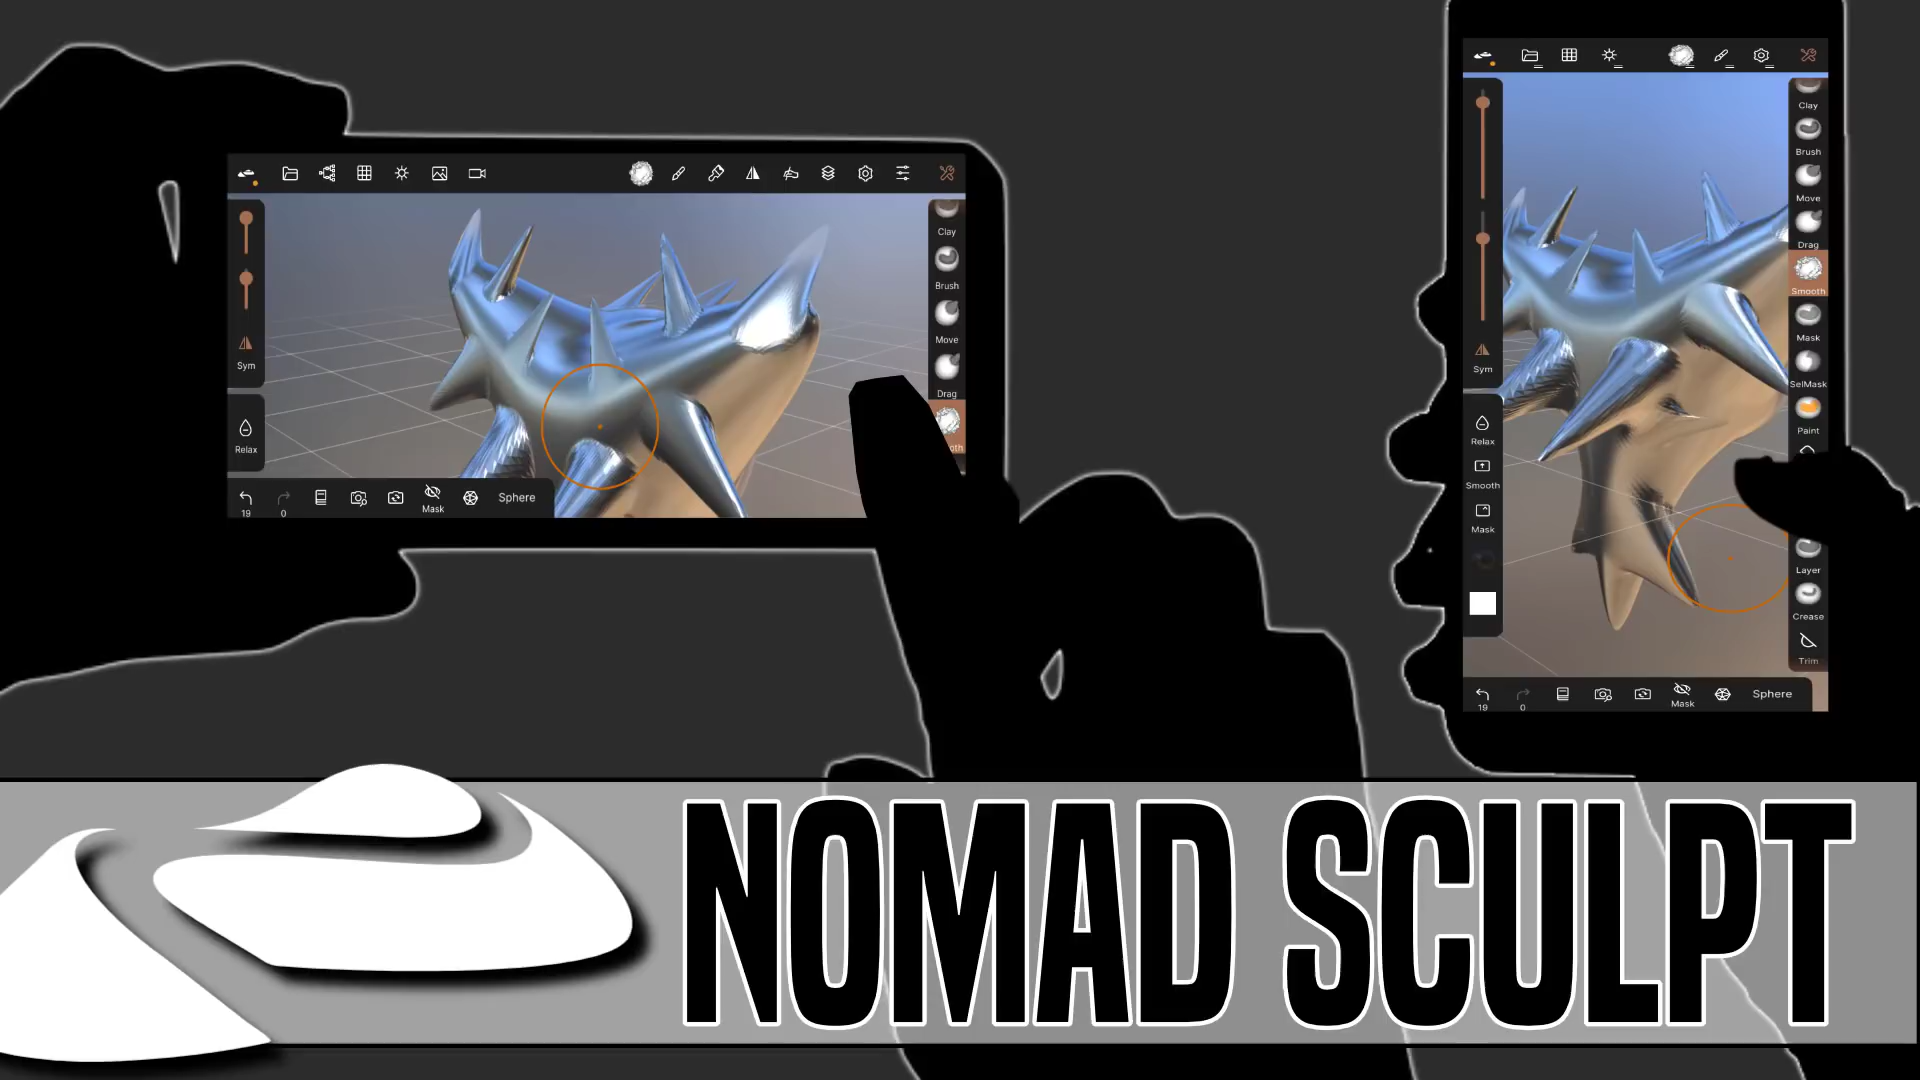 Clay
Brush
Move
Drag
Sym
Relax
19
0
Mask
Sphere
Clay
Brush
Move
Drag
Smooth
Mask
SelMask
Paint
Sym
Relax
Smooth
Mask
Layer
Crease
Trim
19
0
Mask
Sphere
NOMAD SCULPT